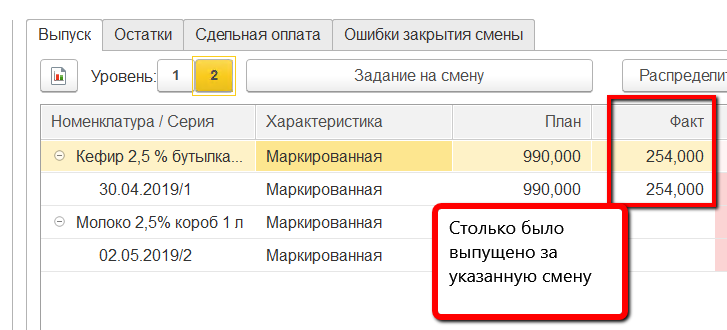 Выпуск Остатки Сдельная оплата Ошибки закрытия смены
Уровень: 1 2 Задание на смену Распредели
Номенклатура / Серия Характеристика План Факт
Кефир 2,5 % бутылка... Маркированная 990,000 254,000
30.04.2019/1 Маркированная 990,000 254,000
Молоко 2,5% короб 1 л Маркированная
02.05.2019/2 Маркированная
Столько было
выпущено за
указанную смену